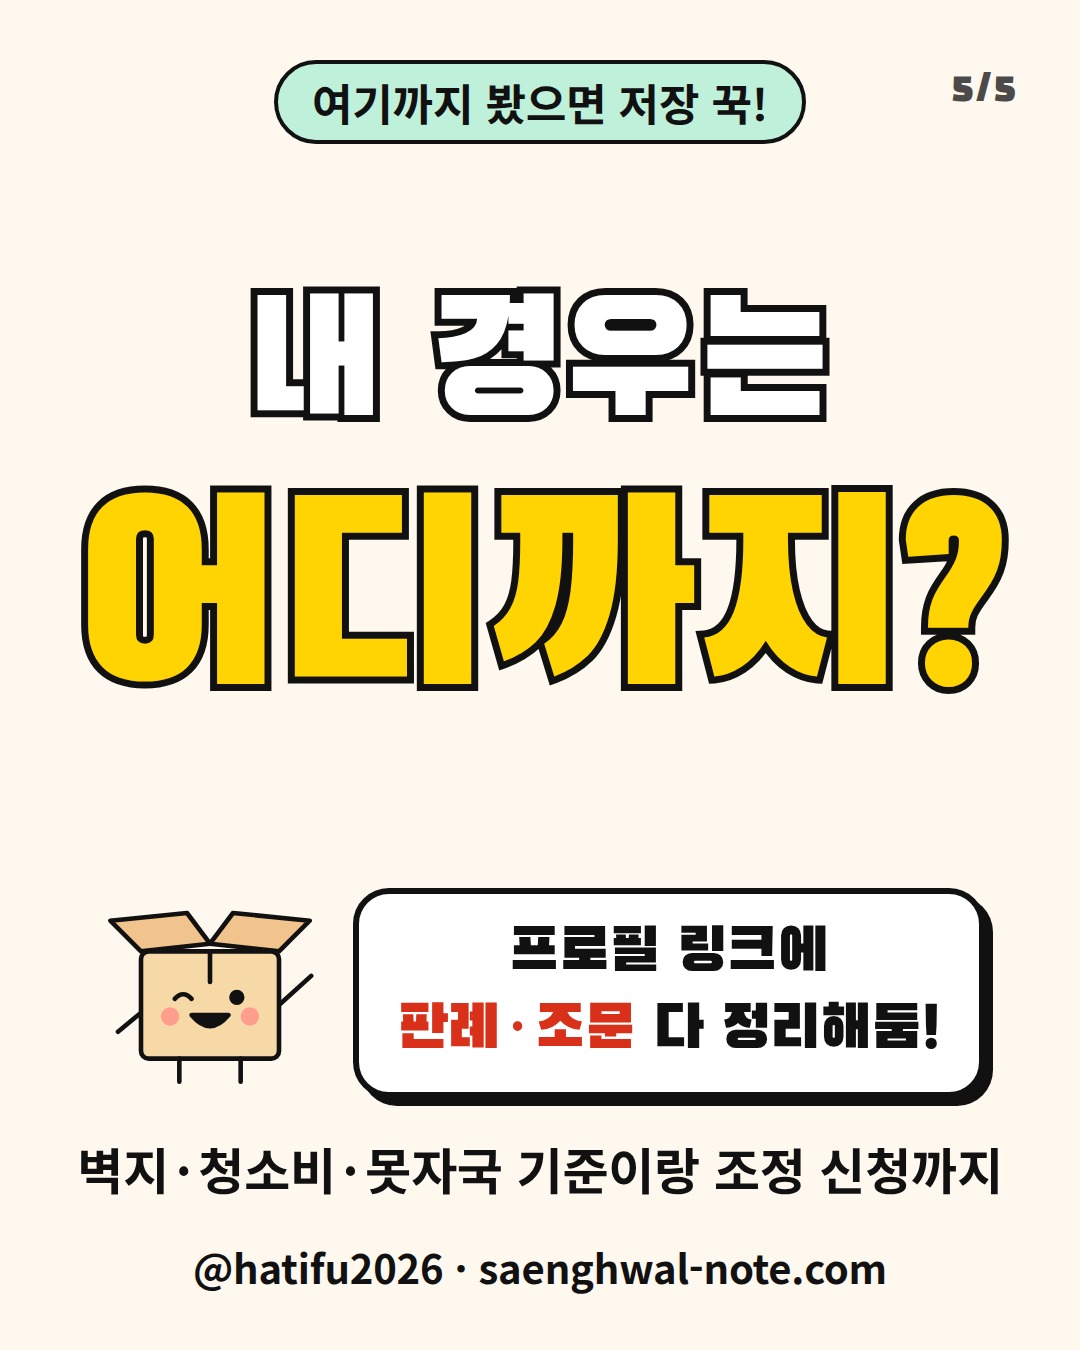 여기까지 봤으면 저장 꾹!
5/5
내 경우는
어디까지?
프로필 링크에
판례·조문 다 정리해둠!
벽지·청소비·못자국 기준이랑 조정 신청까지
@hatifu2026 · saenghwal-note.com